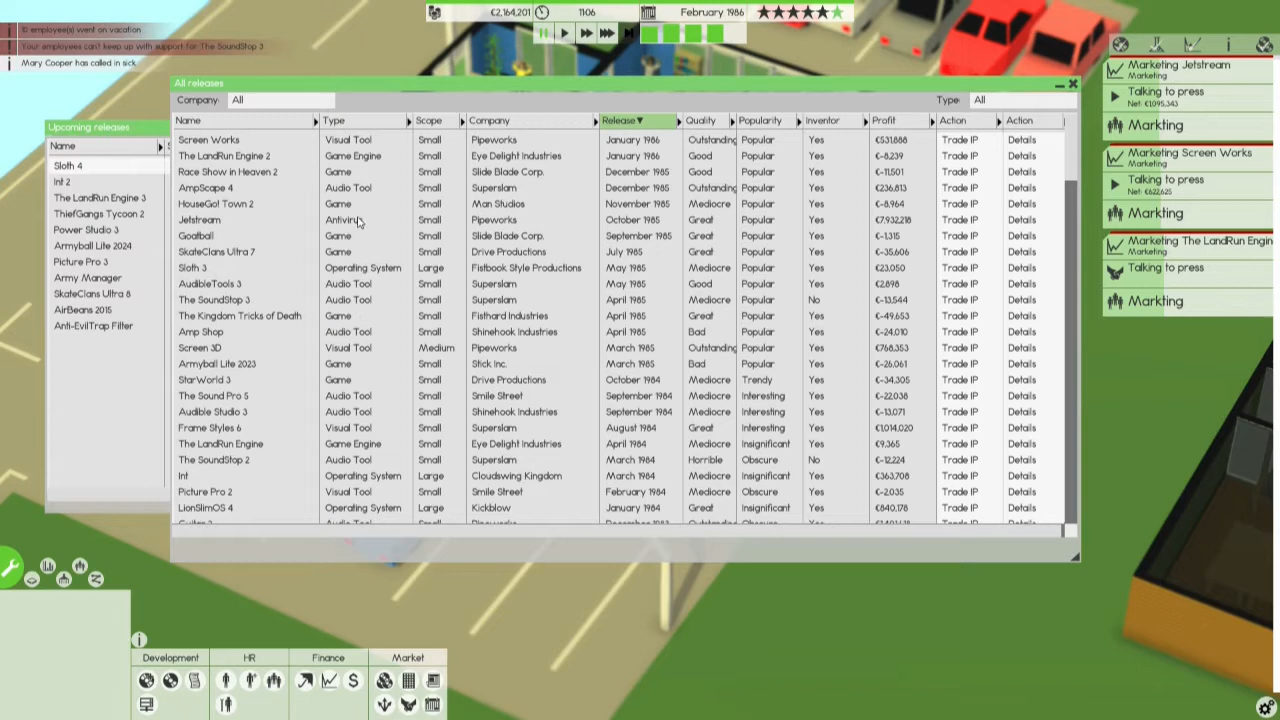 €2,164,201 1106 February 1986
10 employee(s) went on vacation
Your employees can't keep up with support for The SoundStop 3
Mary Cooper has called in sick
Upcoming releases
Name
Sloth 4
Int 2
The LandRun Engine 3
ThiefGangs Tycoon 2
Power Studio 3
Armyball Lite 2024
Picture Pro 3
Army Manager
SkateClans Ultra 8
AirBeans 2015
Anti-EvilTrap Filter
All releases
Company: All Type: All
Name Type Scope Company Release▼ Quality Popularity Inventor Profit Action Action
Screen Works Visual Tool Small Pipeworks January 1986 Outstanding Popular Yes €531,888 Trade IP Details
The LandRun Engine 2 Game Engine Small Eye Delight Industries January 1986 Good Popular Yes €-8,239 Trade IP Details
Race Show in Heaven 2 Game Small Slide Blade Corp. December 1985 Good Popular Yes €-11,501 Trade IP Details
AmpScape 4 Audio Tool Small Superslam December 1985 Outstanding Popular Yes €236,813 Trade IP Details
HouseGo! Town 2 Game Small Man Studios November 1985 Mediocre Popular Yes €-8,964 Trade IP Details
Jetstream Antivirus Small Pipeworks October 1985 Great Popular Yes €7,932,218 Trade IP Details
Goatball Game Small Slide Blade Corp. September 1985 Great Popular Yes €-1,315 Trade IP Details
SkateClans Ultra 7 Game Small Drive Productions July 1985 Great Popular Yes €-35,606 Trade IP Details
Sloth 3 Operating System Large Fistbook Style Productions May 1985 Mediocre Popular Yes €23,050 Trade IP Details
AudibleTools 3 Audio Tool Small Superslam May 1985 Good Popular Yes €2,898 Trade IP Details
The SoundStop 3 Audio Tool Small Superslam April 1985 Mediocre Popular No €-13,544 Trade IP Details
The Kingdom Tricks of Death Game Small Fisthard Industries April 1985 Great Popular Yes €-49,653 Trade IP Details
Amp Shop Audio Tool Small Shinehook Industries April 1985 Bad Popular Yes €-24,010 Trade IP Details
Screen 3D Visual Tool Medium Pipeworks March 1985 Outstanding Popular Yes €768,353 Trade IP Details
Armyball Lite 2023 Game Small Stick Inc. March 1985 Bad Popular Yes €-26,061 Trade IP Details
StarWorld 3 Game Small Drive Productions October 1984 Mediocre Trendy Yes €-34,305 Trade IP Details
The Sound Pro 5 Audio Tool Small Smile Street September 1984 Mediocre Interesting Yes €-22,038 Trade IP Details
Audible Studio 3 Audio Tool Small Shinehook Industries September 1984 Mediocre Interesting Yes €-13,071 Trade IP Details
Frame Styles 6 Visual Tool Small Pipeworks August 1984 Great Interesting Yes €1,014,020 Trade IP Details
The LandRun Engine Game Engine Small Eye Delight Industries April 1984 Mediocre Insignificant Yes €9,365 Trade IP Details
The SoundStop 2 Audio Tool Small Superslam March 1984 Horrible Obscure No €-12,224 Trade IP Details
Int Operating System Large Cloudswing Kingdom March 1984 Mediocre Insignificant Yes €363,708 Trade IP Details
Picture Pro 2 Visual Tool Small Smile Street February 1984 Mediocre Obscure Yes €-2,035 Trade IP Details
LionSlimOS 4 Operating System Large Kickblow January 1984 Great Insignificant Yes €840,178 Trade IP Details
Marketing Jetstream
Marketing
Talking to press
Net: €1,095,343
Markting
Marketing Screen Works
Marketing
Talking to press
Net: €622,625
Markting
Marketing The LandRun Engin
Marketing
Talking to press
Markting
Development HR Finance Market